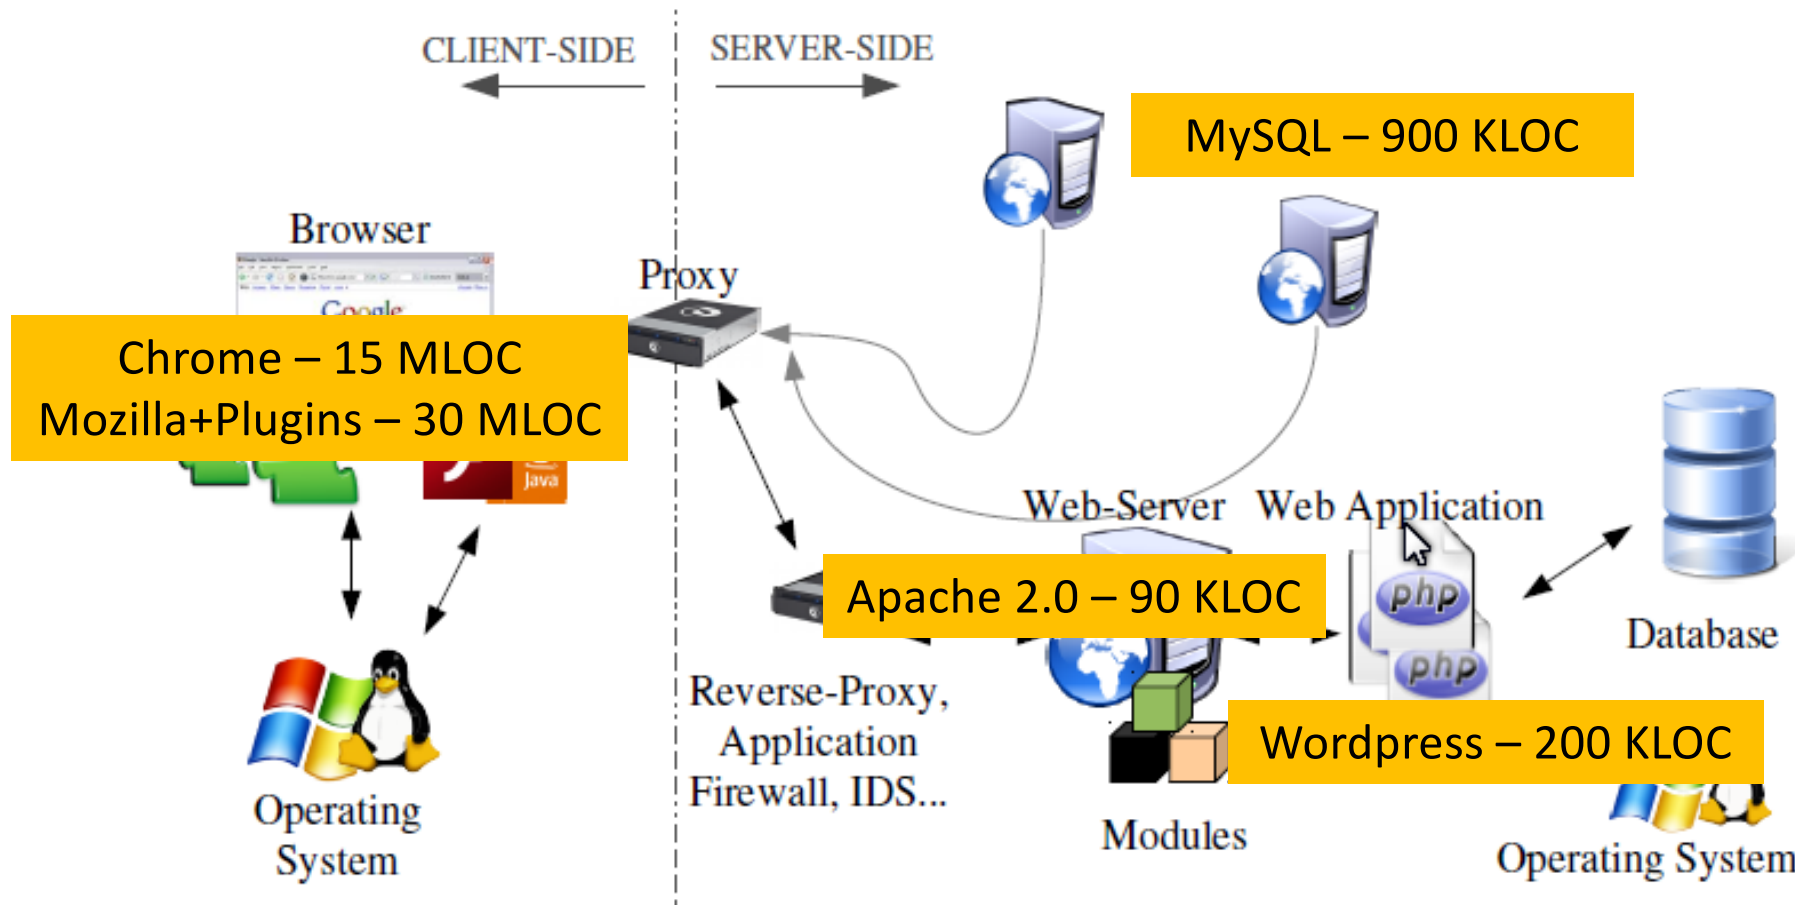 CLIENT-SIDE
SERVER-SIDE
MySQL – 900 KLOC
Browser
Google
Proxy
Chrome – 15 MLOC
Mozilla+Plugins – 30 MLOC
Java
Web-Server
Web Application
php
php
Apache 2.0 – 90 KLOC
Database
Reverse-Proxy,
Application
Firewall, IDS...
Wordpress – 200 KLOC
Operating
System
Modules
Operating System